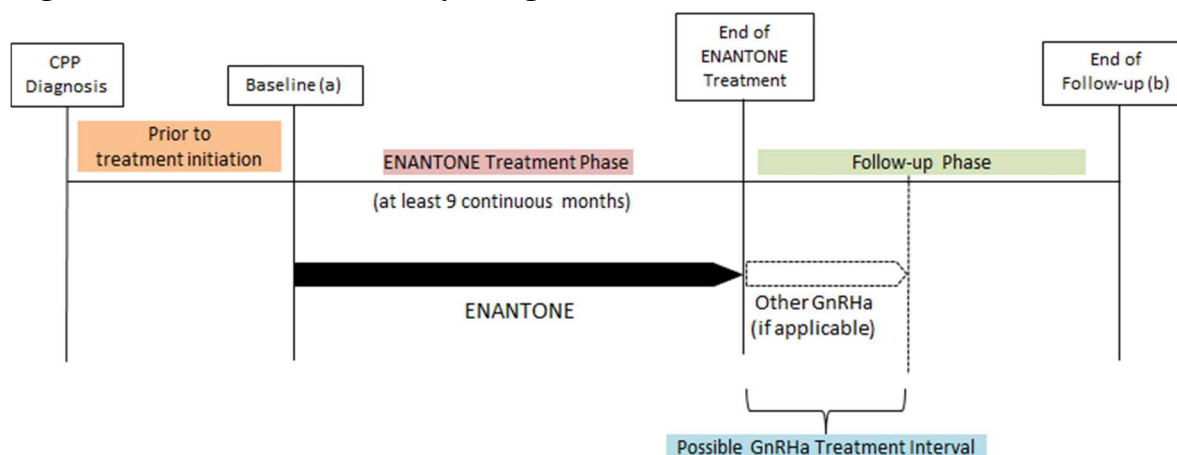 CPP
Diagnosis
Baseline (a)
End of
ENANTONE
Treatment
End of
Follow-up (b)
Prior to
treatment initiation
ENANTONE Treatment Phase
Follow-up Phase
(at least 9 continuous months)
ENANTONE
Other GnRHa
(if applicable)
Possible GnRHa Treatment Interval